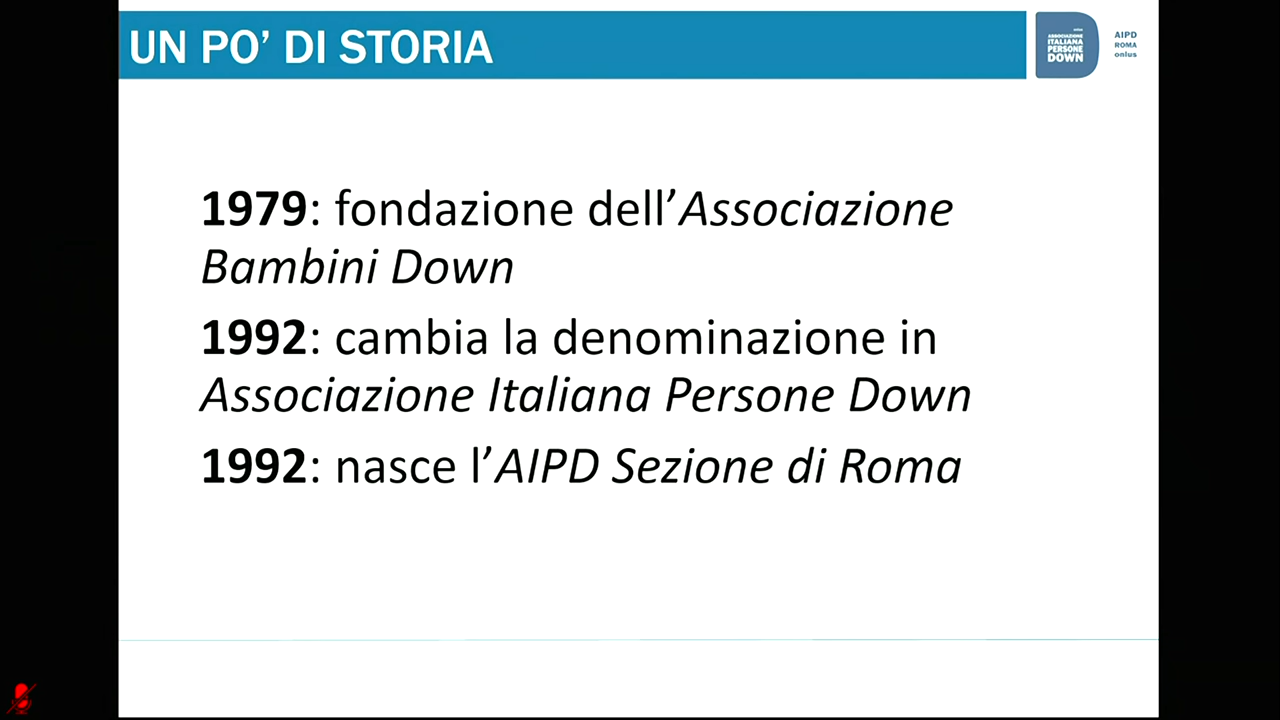 UN PO’ DI STORIA
ASSOCIAZIONE
ITALIANA
PERSONE
DOWN
AIPD
ROMA
onlus
1979: fondazione dell’Associazione
Bambini Down
1992: cambia la denominazione in
Associazione Italiana Persone Down
1992: nasce l’AIPD Sezione di Roma